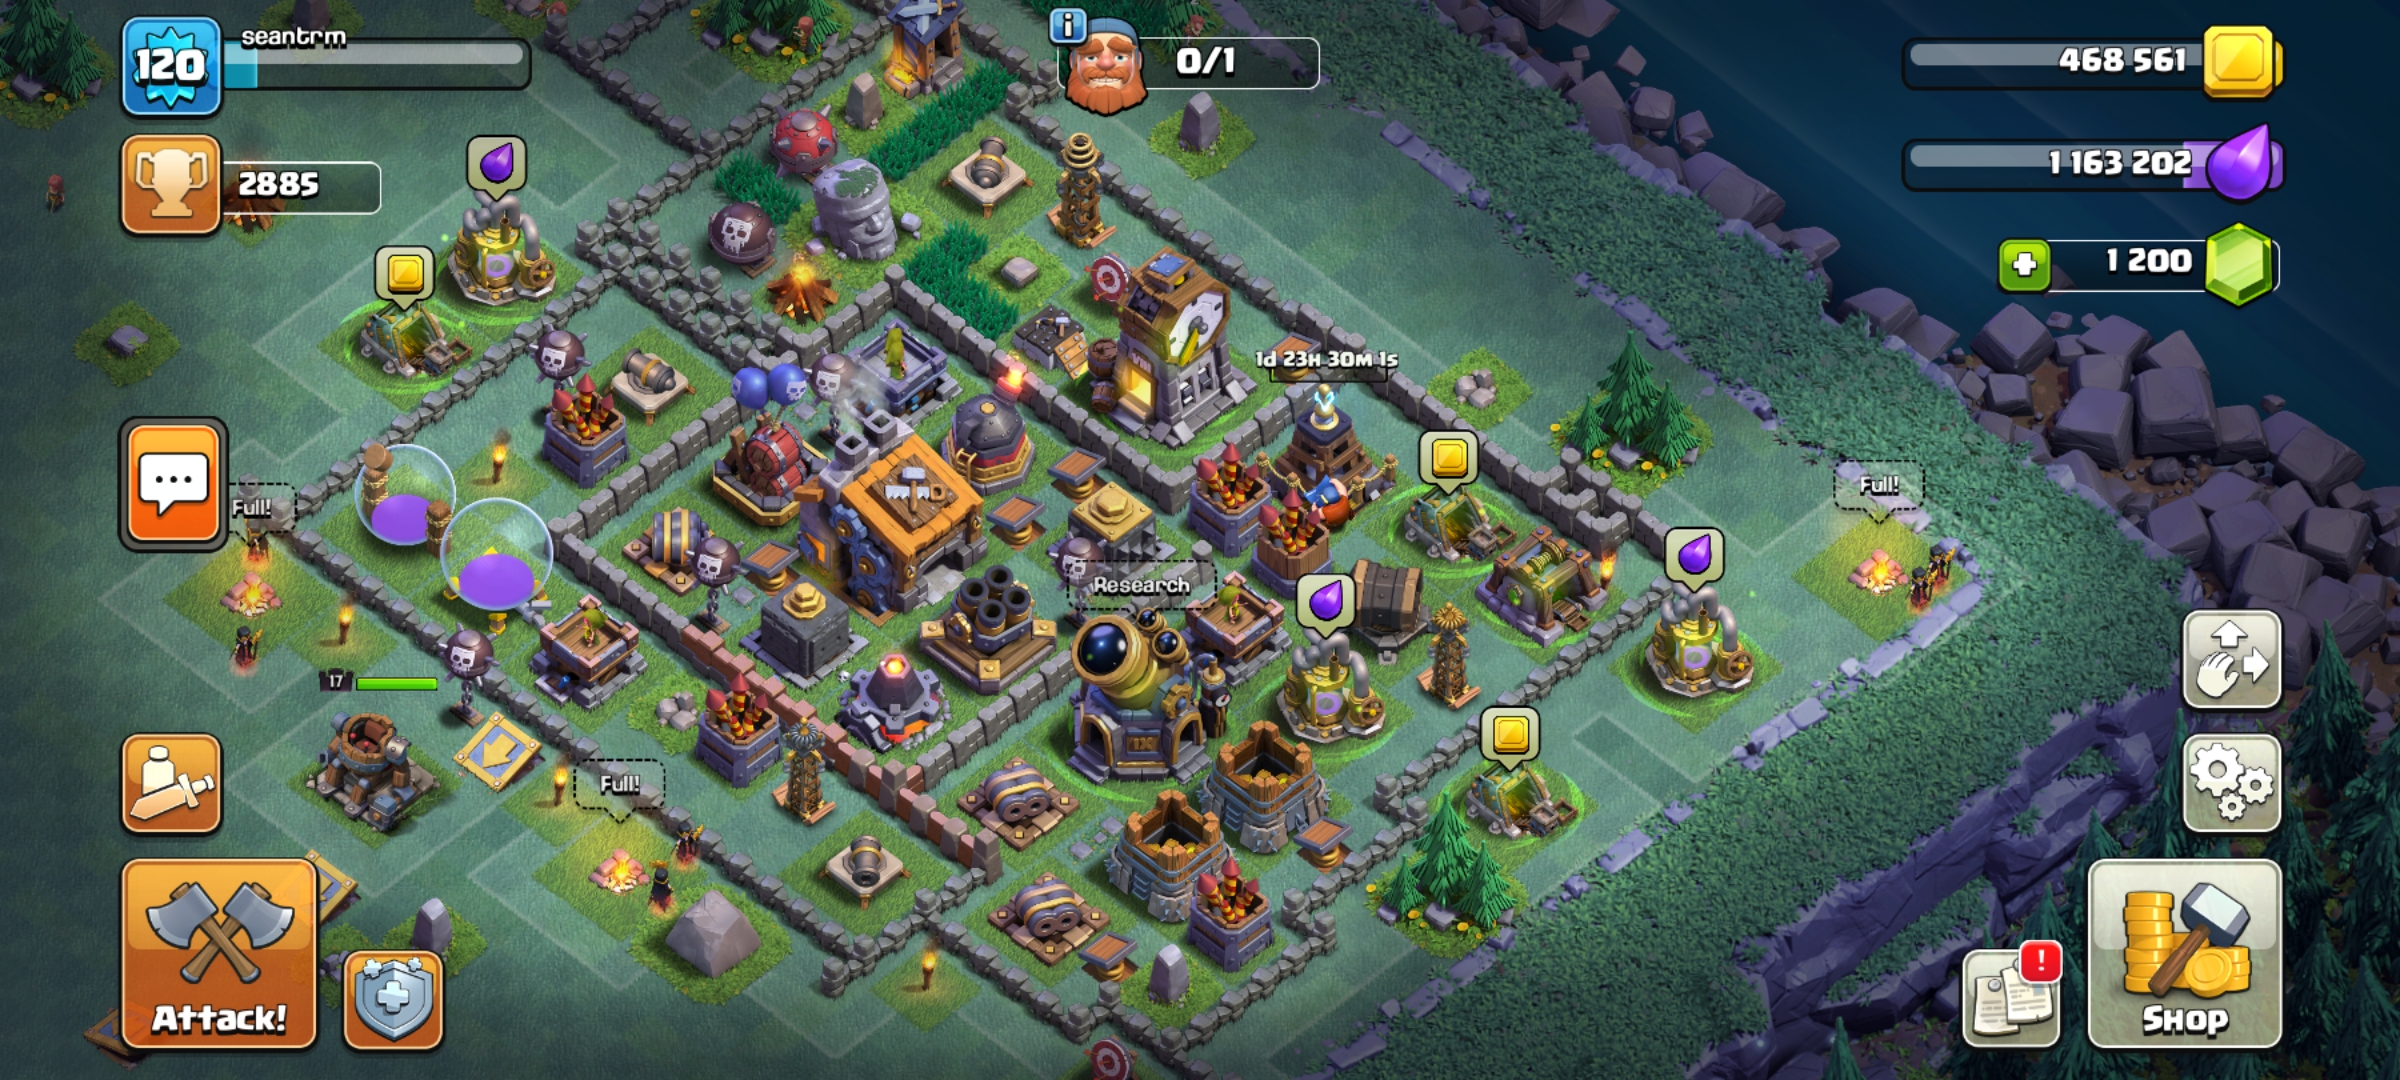 120
seantrm
0/1
468 561
2885
1 163 202
1 200
1d 23H 30M 1s
Full!
Full!
Research
17
Full!
IX
Attack!
!
Shop